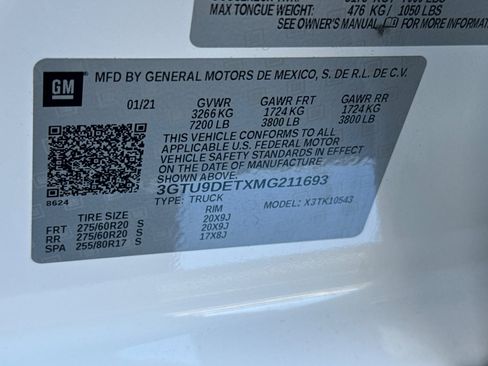 MAX TONGUE WEIGHT: 476 KG / 1050 LBS
SEE OWNER'S MANUAL FOR MORE
GM
MFD BY GENERAL MOTORS DE MEXICO, S. DE R.L. DE C.V.
01/21 GVWR GAWR FRT GAWR RR
3266 KG 1724 KG 1724 KG
7200 LB 3800 LB 3800 LB
THIS VEHICLE CONFORMS TO ALL
APPLICABLE U.S. FEDERAL MOTOR
VEHICLE SAFETY STANDARDS IN EFFECT
ON THE DATE OF MANUFACTURE SHOWN ABOVE.
3GTU9DETXMG211693
8624
TYPE: TRUCK MODEL: X3TK10543
TIRE SIZE RIM
FRT 275/60R20 S 20X9J
RR 275/60R20 S 20X9J
SPA 255/80R17 S 17X8J